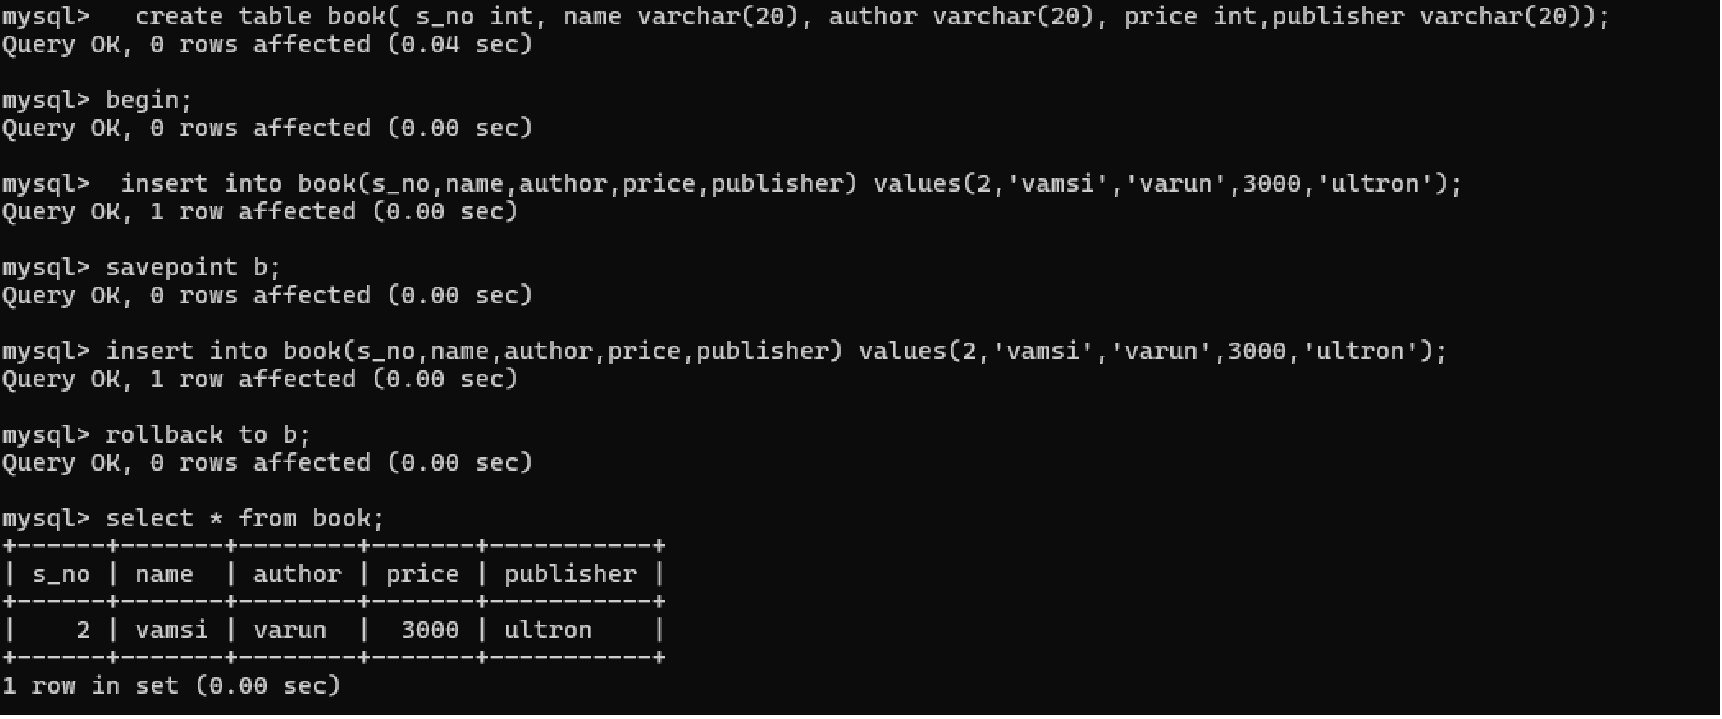 mysql>   create table book( s_no int, name varchar(20), author varchar(20), price int,publisher varchar(20));
Query OK, 0 rows affected (0.04 sec)

mysql> begin;
Query OK, 0 rows affected (0.00 sec)

mysql>  insert into book(s_no,name,author,price,publisher) values(2,'vamsi','varun',3000,'ultron');
Query OK, 1 row affected (0.00 sec)

mysql> savepoint b;
Query OK, 0 rows affected (0.00 sec)

mysql> insert into book(s_no,name,author,price,publisher) values(2,'vamsi','varun',3000,'ultron');
Query OK, 1 row affected (0.00 sec)

mysql> rollback to b;
Query OK, 0 rows affected (0.00 sec)

mysql> select * from book;
+------+-------+--------+-------+-----------+
| s_no | name  | author | price | publisher |
+------+-------+--------+-------+-----------+
|    2 | vamsi | varun  |  3000 | ultron    |
+------+-------+--------+-------+-----------+
1 row in set (0.00 sec)